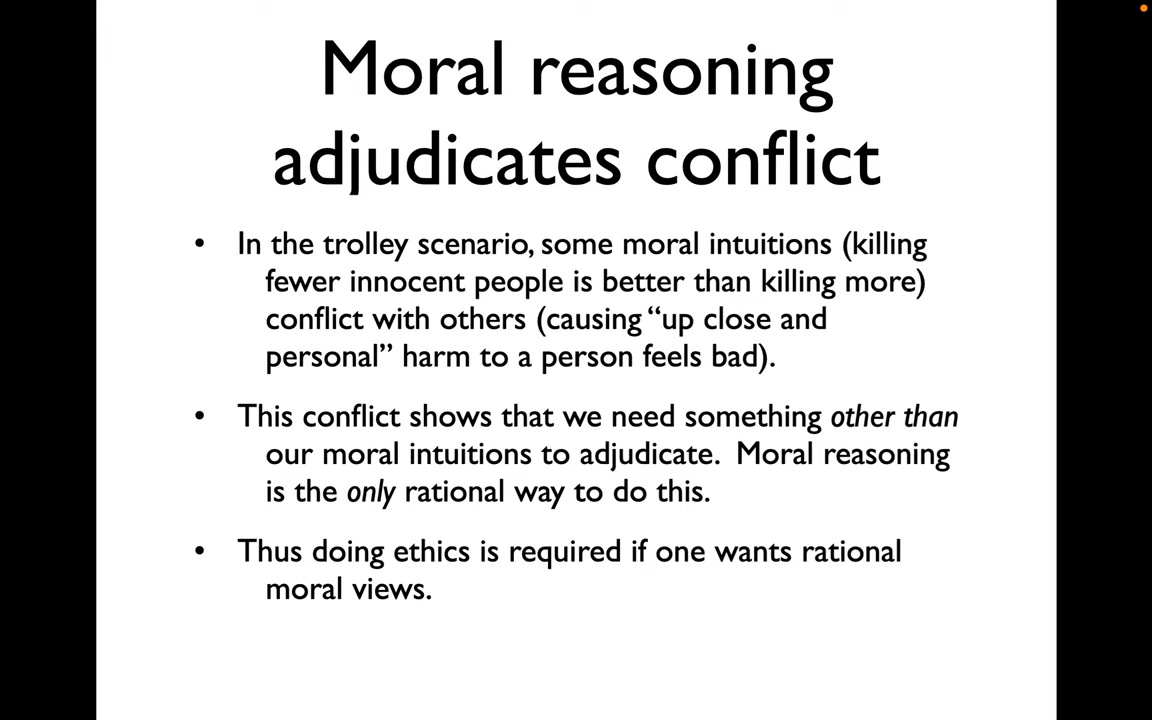 Moral reasoning
adjudicates conflict
• In the trolley scenario, some moral intuitions (killing
fewer innocent people is better than killing more)
conflict with others (causing “up close and
personal” harm to a person feels bad).
• This conflict shows that we need something other than
our moral intuitions to adjudicate.  Moral reasoning
is the only rational way to do this.
• Thus doing ethics is required if one wants rational
moral views.